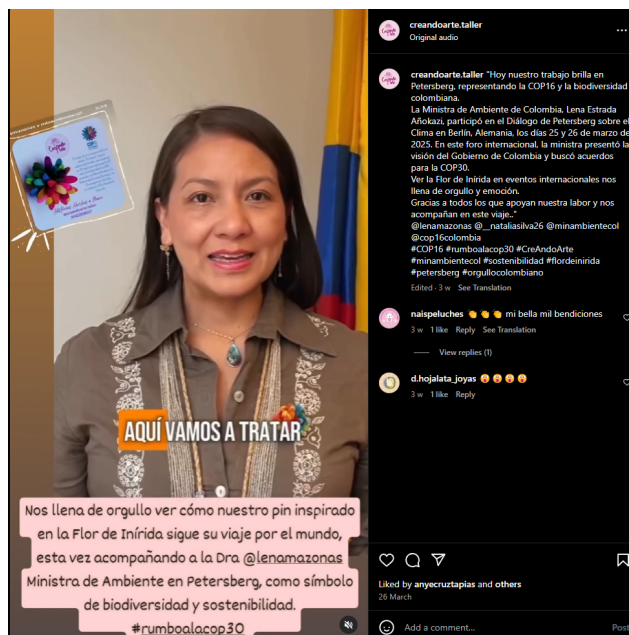 creandoarte.taller
Original audio
creandoarte.taller "Hoy nuestro trabajo brilla en
Petersberg, representando la COP16 y la biodiversidad
colombiana.
La Ministra de Ambiente de Colombia, Lena Estrada
Añokazi, participó en el Diálogo de Petersberg sobre el
Clima en Berlín, Alemania, los días 25 y 26 de marzo de
2025. En este foro internacional, la ministra presentó la
visión del Gobierno de Colombia y buscó acuerdos
para la COP30.
Ver la Flor de Inírida en eventos internacionales nos
llena de orgullo y emoción.
Gracias a todos los que apoyan nuestra labor y nos
acompañan en este viaje.."
@lenamazonas @__nataliasilva26 @minambientecol
@cop16colombia
#COP16 #rumboalacop30 #CreAndoArte
#minambientecol #sostenibilidad #flordeinirida
#petersberg #orgullocolombiano
Edited · 3 w See Translation
naispeluches 👏👏👏 mi bella mil bendiciones
3 w 1 like Reply See Translation
View replies (1)
d.hojalata_joyas 😲😲😲😲
3 w 1 like Reply
Liked by anyecruztapias and others
26 March
Add a comment...
Post
AQUÍ VAMOS A TRATAR
Nos llena de orgullo ver cómo nuestro pin inspirado
en la Flor de Inírida sigue su viaje por el mundo,
esta vez acompañando a la Dra @lenamazonas
Ministra de Ambiente en Petersberg, como símbolo
de biodiversidad y sostenibilidad.
#rumboalacop30